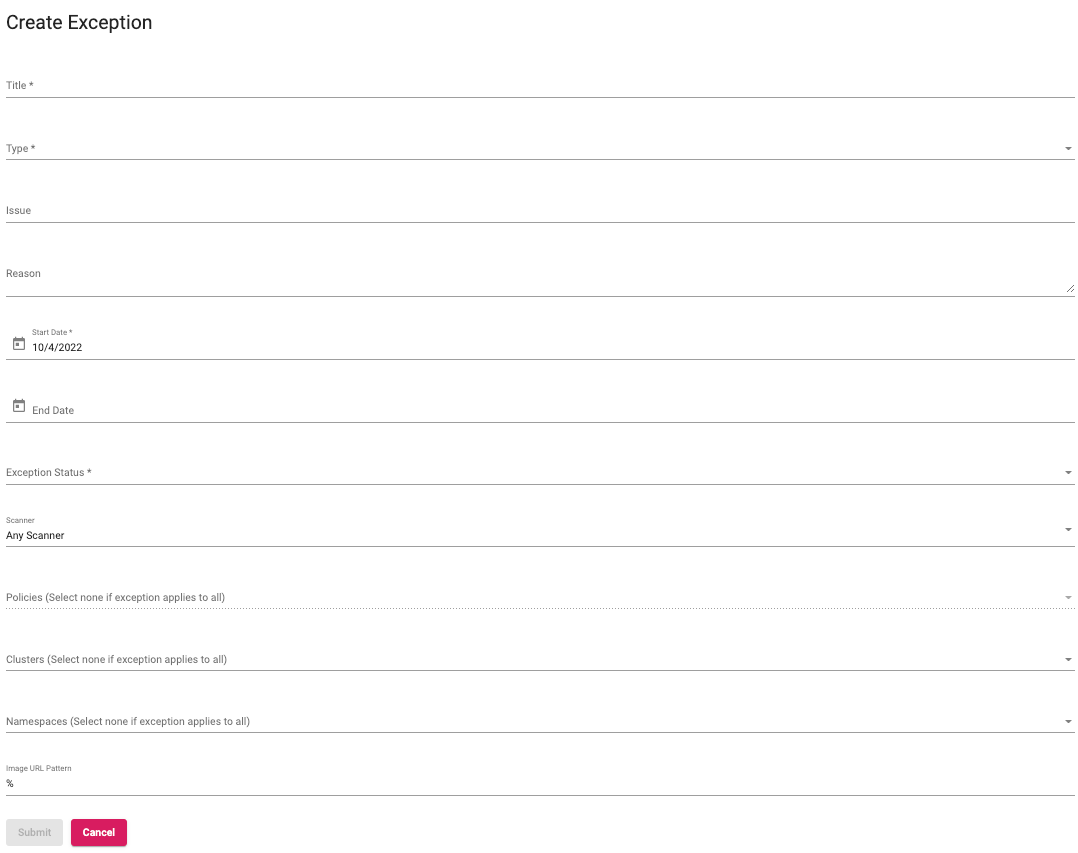 Create Exception
Title *
Type *
Issue
Reason
Start Date *
10/4/2022
End Date
Exception Status *
Scanner
Any Scanner
Policies (Select none if exception applies to all)
Clusters (Select none if exception applies to all)
Namespaces (Select none if exception applies to all)
Image URL Pattern
%
Submit Cancel